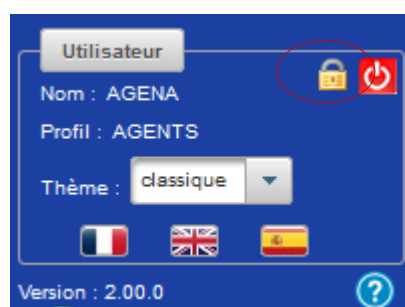 Utilisateur
Nom : AGENA
Profil : AGENTS
Thème : classique
Version : 2.00.0 ?